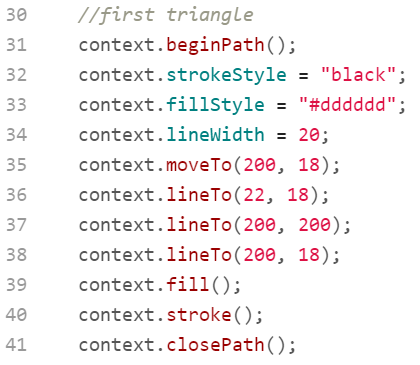 30 //first triangle
31 context.beginPath();
32 context.strokeStyle = "black";
33 context.fillStyle = "#dddddd";
34 context.lineWidth = 20;
35 context.moveTo(200, 18);
36 context.lineTo(22, 18);
37 context.lineTo(200, 200);
38 context.lineTo(200, 18);
39 context.fill();
40 context.stroke();
41 context.closePath();